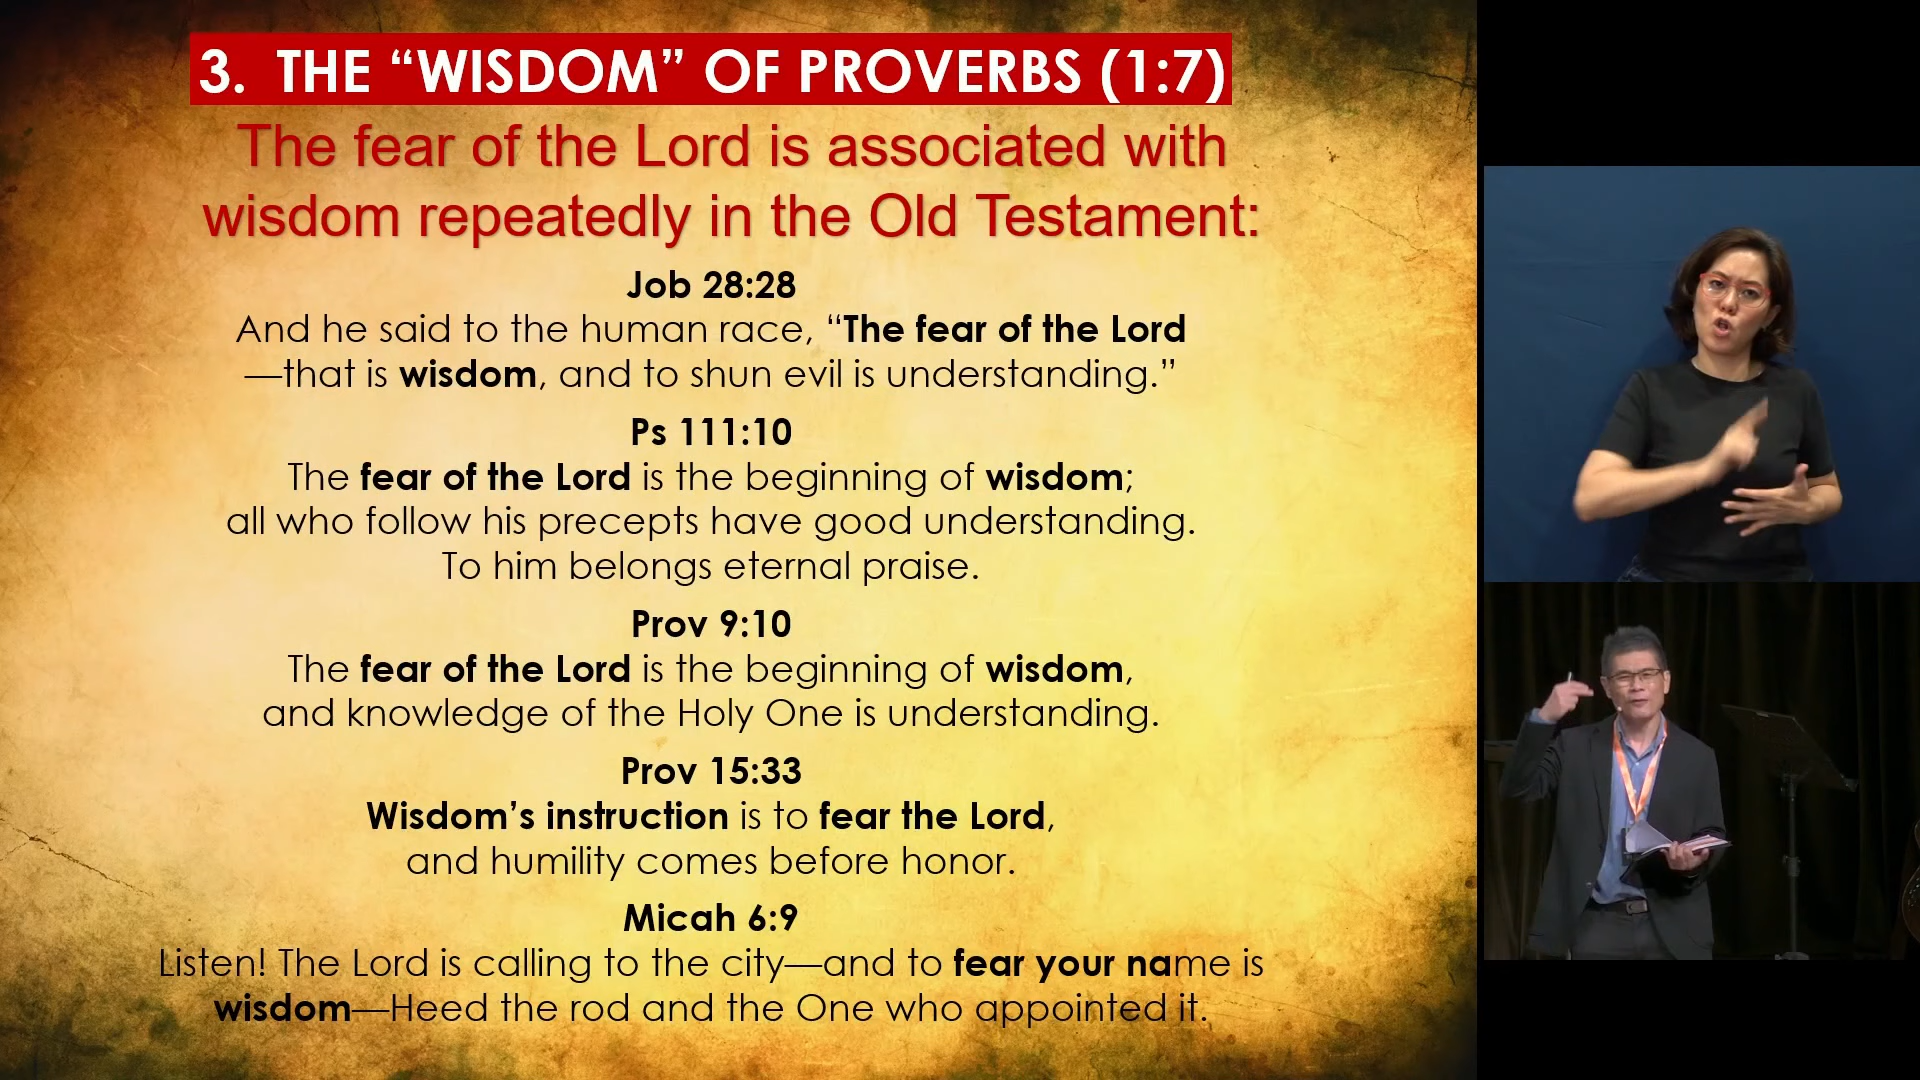 3. THE “WISDOM” OF PROVERBS (1:7)
The fear of the Lord is associated with
wisdom repeatedly in the Old Testament:
Job 28:28
And he said to the human race, “The fear of the Lord
—that is wisdom, and to shun evil is understanding.”
Ps 111:10
The fear of the Lord is the beginning of wisdom;
all who follow his precepts have good understanding.
To him belongs eternal praise.
Prov 9:10
The fear of the Lord is the beginning of wisdom,
and knowledge of the Holy One is understanding.
Prov 15:33
Wisdom’s instruction is to fear the Lord,
and humility comes before honor.
Micah 6:9
Listen! The Lord is calling to the city—and to fear your name is
wisdom—Heed the rod and the One who appointed it.